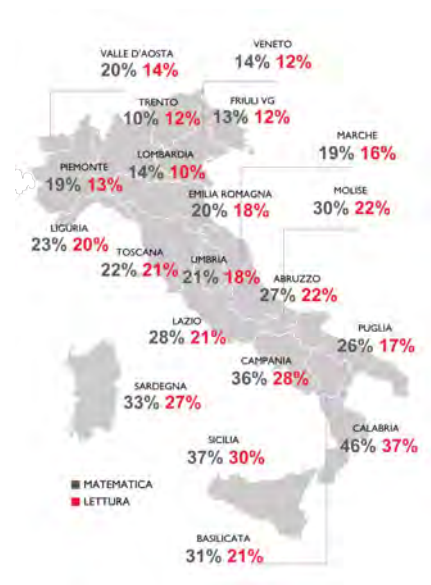 VENETO
14% 12%
VALLE D'AOSTA
20% 14%
TRENTO
10% 12%
FRIULI VG
13% 12%
MARCHE
19% 16%
LOMBARDIA
14% 10%
PIEMONTE
19% 13%
EMILIA ROMAGNA
20% 18%
MOLISE
30% 22%
LIGURIA
23% 20%
TOSCANA
22% 21%
UMBRIA
21% 18%
ABRUZZO
27% 22%
LAZIO
28% 21%
PUGLIA
26% 17%
CAMPANIA
36% 28%
SARDEGNA
33% 27%
CALABRIA
46% 37%
SICILIA
37% 30%
MATEMATICA
LETTURA
BASILICATA
31% 21%